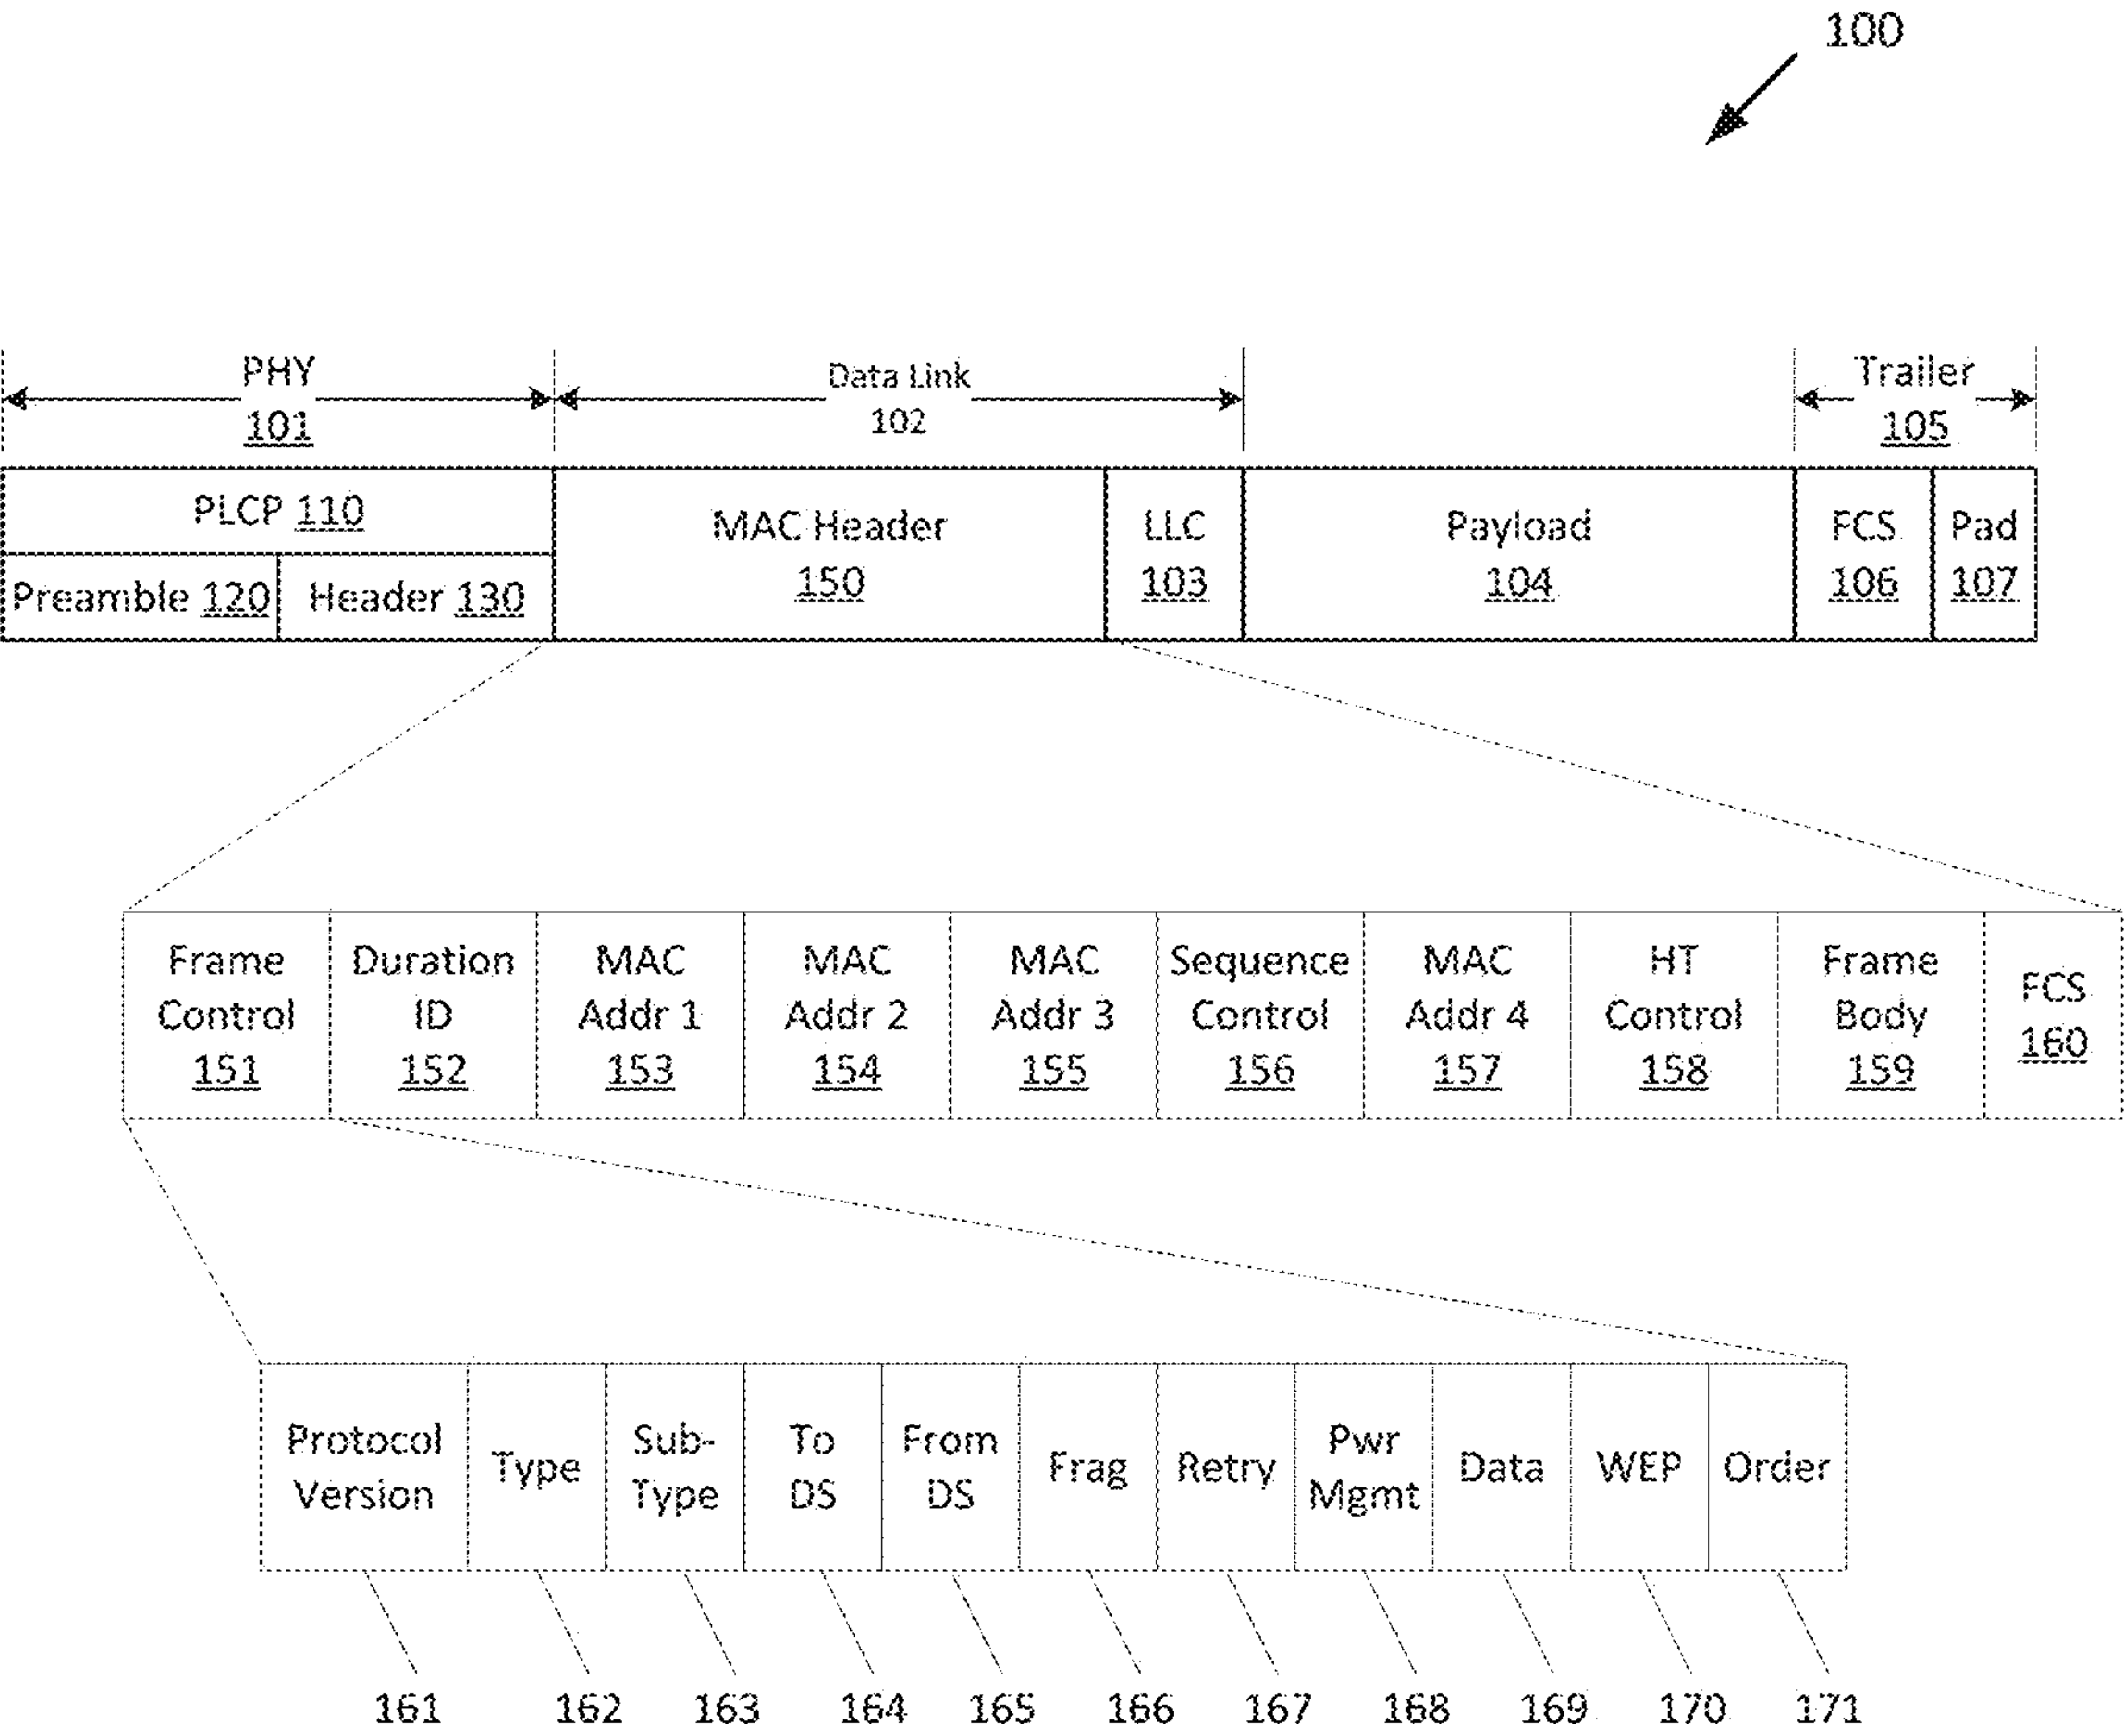 100
PHY
101
Data Link
102
Trailer
105
PLCP 110
Preamble 120
Header 130
MAC Header
150
LLC
103
Payload
104
FCS
106
Pad
107
Frame
Control
151
Duration
ID
152
MAC
Addr 1
153
MAC
Addr 2
154
MAC
Addr 3
155
Sequence
Control
156
MAC
Addr 4
157
HT
Control
158
Frame
Body
159
FCS
160
Protocol
Version
Type
Sub-
Type
To
DS
From
DS
Frag
Retry
Pwr
Mgmt
Data
WEP
Order
161
162
163
164
165
166
167
168
169
170
171